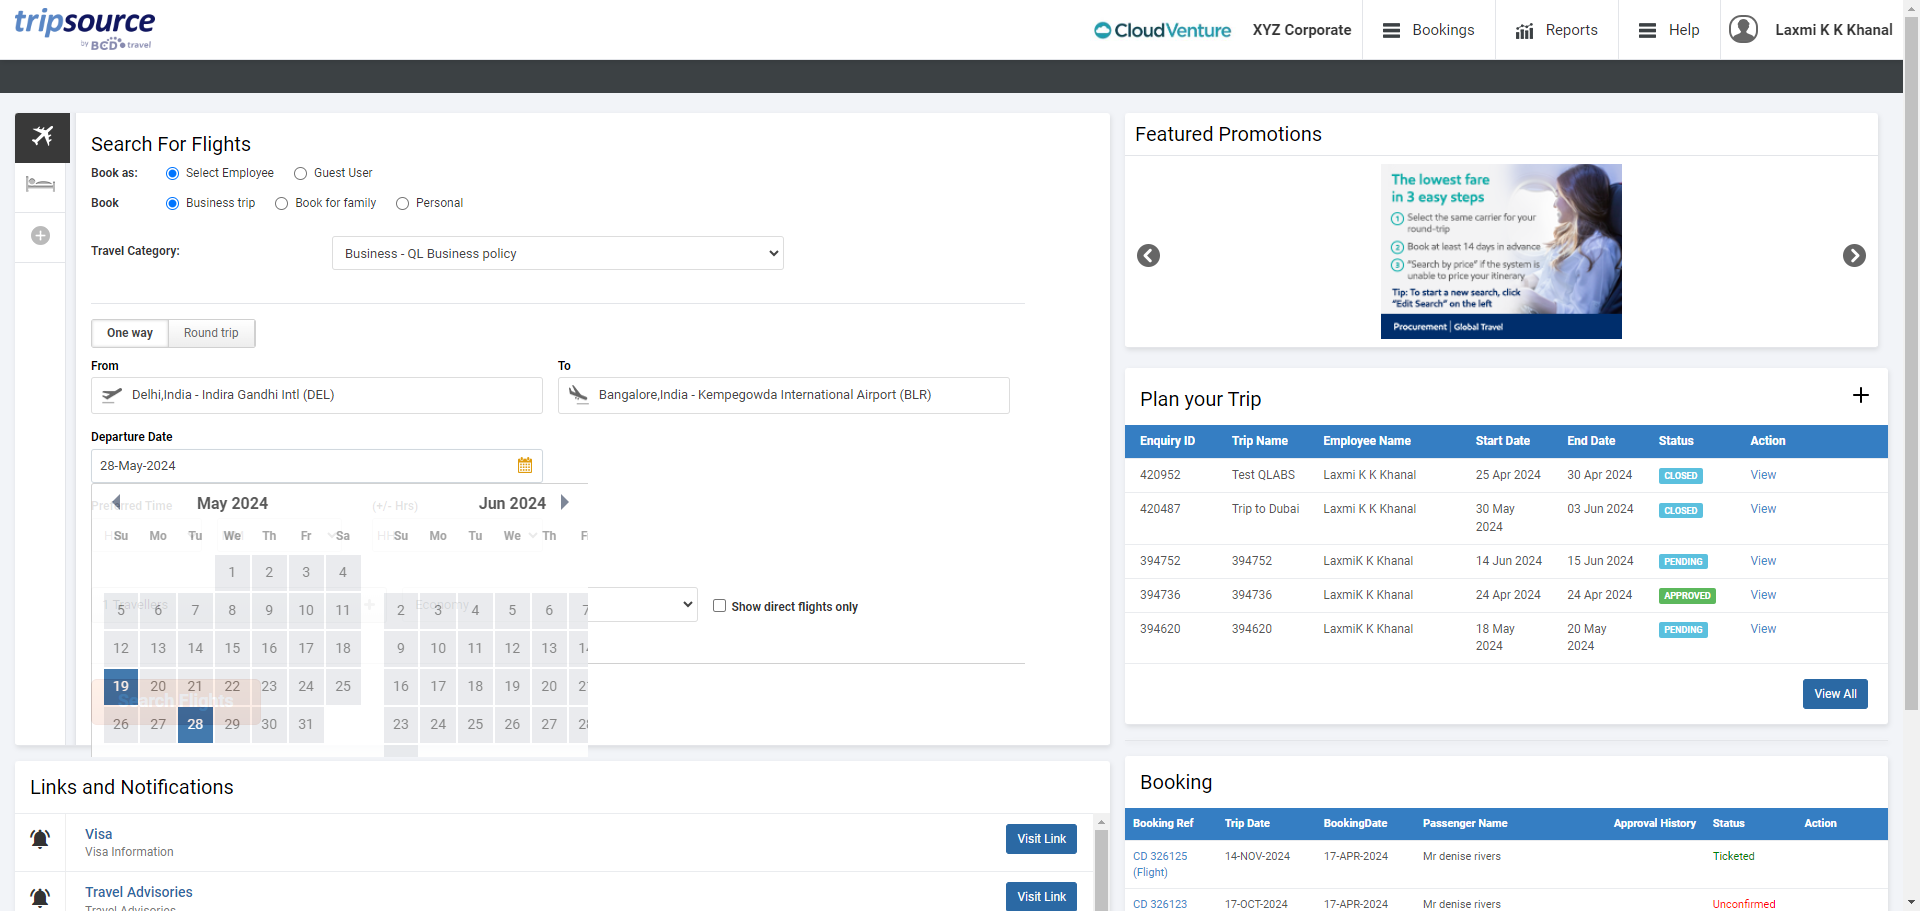 tripsource
by BCD travel
CloudVenture
XYZ Corporate
Bookings
Reports
Help
Laxmi K K Khanal
Search For Flights
Book as:
Select Employee
Guest User
Book
Business trip
Book for family
Personal
Travel Category:
Business - QL Business policy
One way
Round trip
From
To
Delhi,India - Indira Gandhi Intl (DEL)
Bangalore,India - Kempegowda International Airport (BLR)
Departure Date
28-May-2024
Preferred Time
(+/- Hrs)
May 2024
Jun 2024
Su Mo Tu We Th Fr Sa
Su Mo Tu We Th
1 2 3 4
5 6 7 8 9 10 11
2 3 4 5 6 7
12 13 14 15 16 17 18
9 10 11 12 13
19 20 21 22 23 24 25
16 17 18 19 20
26 27 28 29 30 31
23 24 25 26 27
1 Travellers
Economy
Show direct flights only
Search Flights
Featured Promotions
The lowest fare
in 3 easy steps
1 Select the same carrier for your
round-trip
2 Book at least 14 days in advance
3 "Search by price" if the system is
unable to price your itinerary
Tip: To start a new search, click
"Edit Search" on the left
Procurement | Global Travel
Plan your Trip
Enquiry ID Trip Name Employee Name Start Date End Date Status Action
420952 Test QLABS Laxmi K K Khanal 25 Apr 2024 30 Apr 2024 CLOSED View
420487 Trip to Dubai Laxmi K K Khanal 30 May 03 Jun 2024 CLOSED View
2024
394752 394752 LaxmiK K Khanal 14 Jun 2024 15 Jun 2024 PENDING View
394736 394736 LaxmiK K Khanal 24 Apr 2024 24 Apr 2024 APPROVED View
394620 394620 LaxmiK K Khanal 18 May 20 May PENDING View
2024 2024
View All
Links and Notifications
Visa
Visa Information
Visit Link
Travel Advisories
Travel Advisories
Visit Link
Booking
Booking Ref Trip Date BookingDate Passenger Name Approval History Status Action
CD 326125 14-NOV-2024 17-APR-2024 Mr denise rivers Ticketed
(Flight)
CD 326123 17-OCT-2024 17-APR-2024 Mr denise rivers Unconfirmed